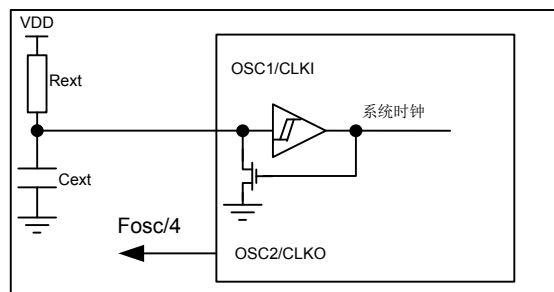 VDD
OSC1/CLKI
Rext
系统时钟
Cext
Fosc/4
OSC2/CLKO